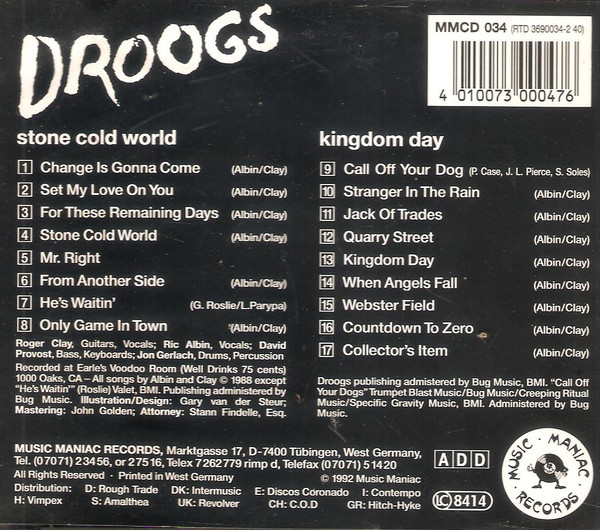 DROOGS
MMCD 034 (RTD 3690034-2 40)
4 010073 000476
stone cold world
1 Change Is Gonna Come (Albin/Clay)
2 Set My Love On You (Albin/Clay)
3 For These Remaining Days (Albin/Clay)
4 Stone Cold World (Albin/Clay)
5 Mr. Right
6 From Another Side (Albin/Clay)
7 He's Waitin' (G. Roslie/L.Parypa)
8 Only Game In Town (Albin/Clay)
Roger Clay, Guitars, Vocals; Ric Albin, Vocals; David
Provost, Bass, Keyboards; Jon Gerlach, Drums, Percussion
Recorded at Earle's Voodoo Room (Well Drinks 75 cents)
1000 Oaks, CA – All songs by Albin and Clay © 1988 except
"He's Waitin'" (Roslie) Valet, BMI. Publishing administered by
Bug Music. Illustration/Design: Gary van der Steur;
Mastering: John Golden; Attorney: Stann Findelle, Esq.
kingdom day
9 Call Off Your Dog (P. Case, J. L. Pierce, S. Soles)
10 Stranger In The Rain (Albin/Clay)
11 Jack Of Trades (Albin/Clay)
12 Quarry Street (Albin/Clay)
13 Kingdom Day (Albin/Clay)
14 When Angels Fall (Albin/Clay)
15 Webster Field (Albin/Clay)
16 Countdown To Zero (Albin/Clay)
17 Collector's Item (Albin/Clay)
Droogs publishing admistered by Bug Music, BMI. "Call Off
Your Dogs" Trumpet Blast Music/Bug Music/Creeping Ritual
Music/Specific Gravity Music, BMI. Administered by Bug
Music.
MUSIC MANIAC RECORDS, Marktgasse 17, D-7400 Tübingen, West Germany,
Tel. (07071) 23456, or 27516, Telex 7262779 rimp d, Telefax (07071) 51420
All Rights Reserved · Printed in West Germany © 1992 Music Maniac
Distribution: D: Rough Trade DK: Intermusic E: Discos Coronado I: Contempo
H: Vimpex S: Amalthea UK: Revolver CH: C.O.D GR: Hitch-Hyke
ADD
LC 8414
MUSIC · MANIAC · RECORDS ·